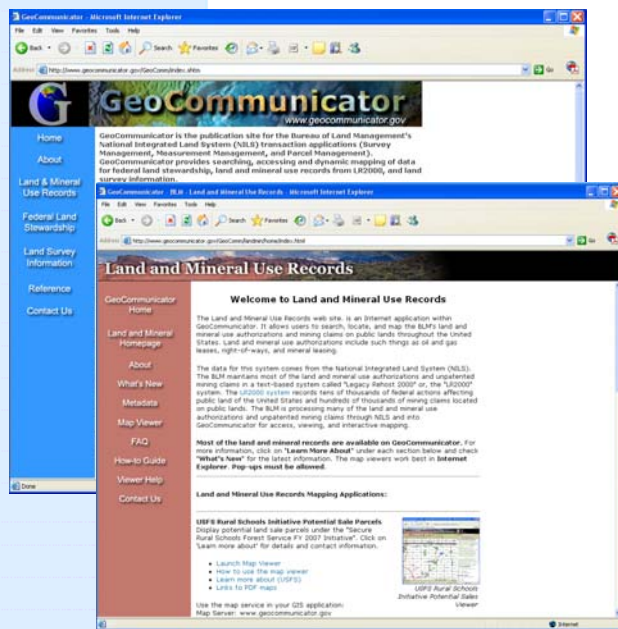 GeoCommunicator - Microsoft Internet Explorer
File Edit View Favorites Tools Help
Back Search Favorites
Address http://www.geocommunicator.gov/GeoComm/index.shtm Go
G
GeoCommunicator
www.geocommunicator.gov
Home
About
Land & Mineral
Use Records
Federal Land
Stewardship
Land Survey
Information
Reference
Contact Us
GeoCommunicator is the publication site for the Bureau of Land Management's
National Integrated Land System (NILS) transaction applications (Survey
Management, Measurement Management, and Parcel Management).
GeoCommunicator provides searching, accessing and dynamic mapping of data
for federal land stewardship, land and mineral use records from LR2000, and land
survey information.
Done
GeoCommunicator - BLM - Land and Mineral Use Records - Microsoft Internet Explorer
File Edit View Favorites Tools Help
Back Search Favorites
Address http://www.geocommunicator.gov/GeoComm/landmin/home/index.html Go
Land and Mineral Use Records
GeoCommunicator
Home
Land and Mineral
Homepage
About
What's New
Metadata
Map Viewer
FAQ
How-to Guide
Viewer Help
Contact Us
Welcome to Land and Mineral Use Records
The Land and Mineral Use Records web site. is an Internet application within
GeoCommunicator. It allows users to search, locate, and map the BLM's land and
mineral use authorizations and mining claims on public lands throughout the United
States. Land and mineral use authorizations include such things as oil and gas
leases, right-of-ways, and mineral leasing.
The data for this system comes from the National Integrated Land System (NILS).
The BLM maintains most of the land and mineral use authorizations and unpatented
mining claims in a text-based system called "Legacy Rehost 2000" or, the "LR2000"
system. The LR2000 system records tens of thousands of federal actions affecting
public land of the United States and hundreds of thousands of mining claims located
on public lands. The BLM is processing many of the land and mineral use
authorizations and unpatented mining claims through NILS and into
GeoCommunicator for access, viewing, and interactive mapping.
Most of the land and mineral records are available on GeoCommunicator. For
more information, click on "Learn More About" under each section below and check
"What's New" for the latest information. The map viewers work best in Internet
Explorer. Pop-ups must be allowed.
Land and Mineral Use Records Mapping Applications:
USFS Rural Schools Initiative Potential Sale Parcels
Display potential land sale parcels under the "Secure
Rural Schools Forest Service FY 2007 Initiative". Click on
'Learn more about' for details and contact information.
Launch Map Viewer
How to use the map viewer
Learn more about (USFS)
Links to PDF maps
Use the map service in your GIS application:
Map Server: www.geocommunicator.gov
USFS Rural Schools
Initiative Potential Sales
Viewer
Internet